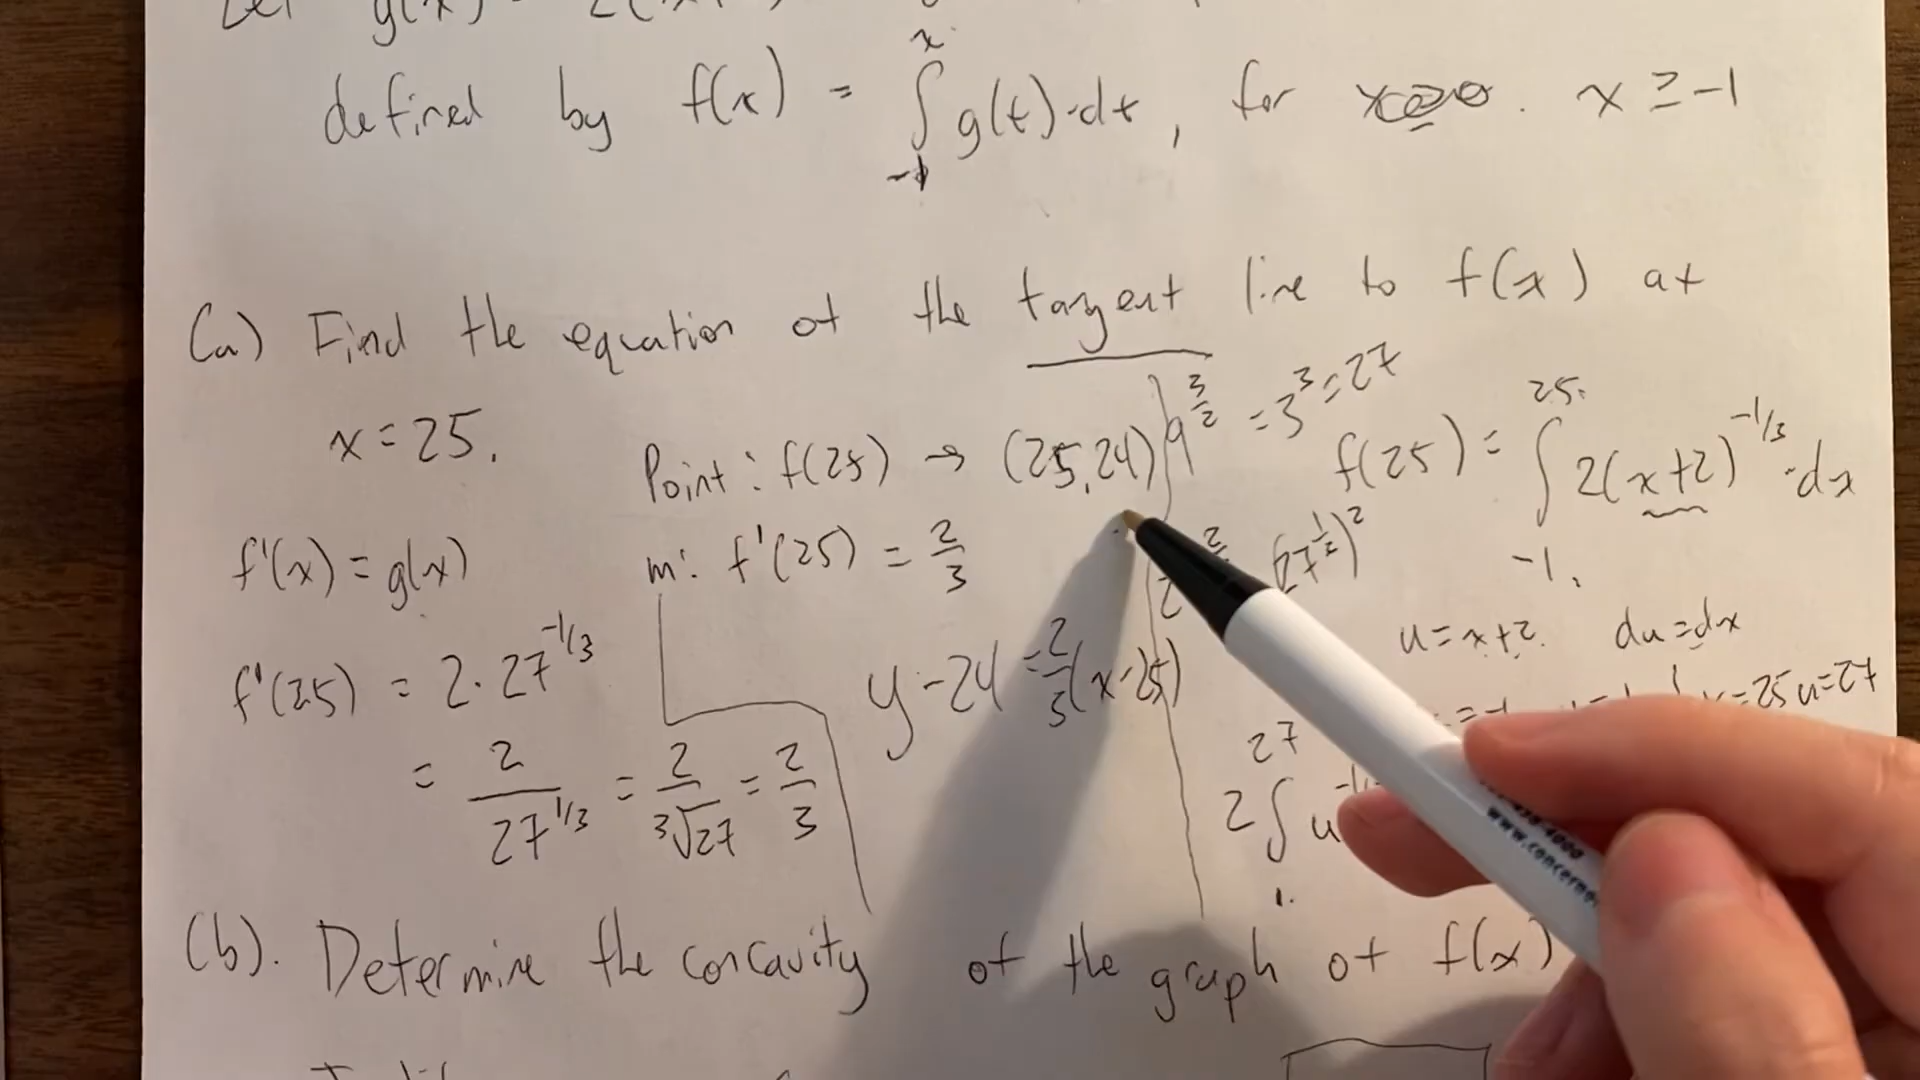 Let g(x)
defined by f(x) = ∫_{-1}^{x} g(t)·dt, for x ≥ -1
(a) Find the equation of the tangent line to f(x) at
x = 25.
Point: f(25) → (25, 24)
9^{3/2} = 3^3 = 27
f(25) = ∫_{-1}^{25} 2(x+2)^{-1/3} · dx
f'(x) = g(x)
m: f'(25) = 2/3
u = x+2. du = dx
f'(25) = 2·27^{-1/3}
y - 24 = 2/3(x - 25)
x=25 u=27
= 2/27^{1/3} = 2/∛27 = 2/3
2∫_{1}^{27} u
www.concerno
(b). Determine the concavity of the graph of f(x)